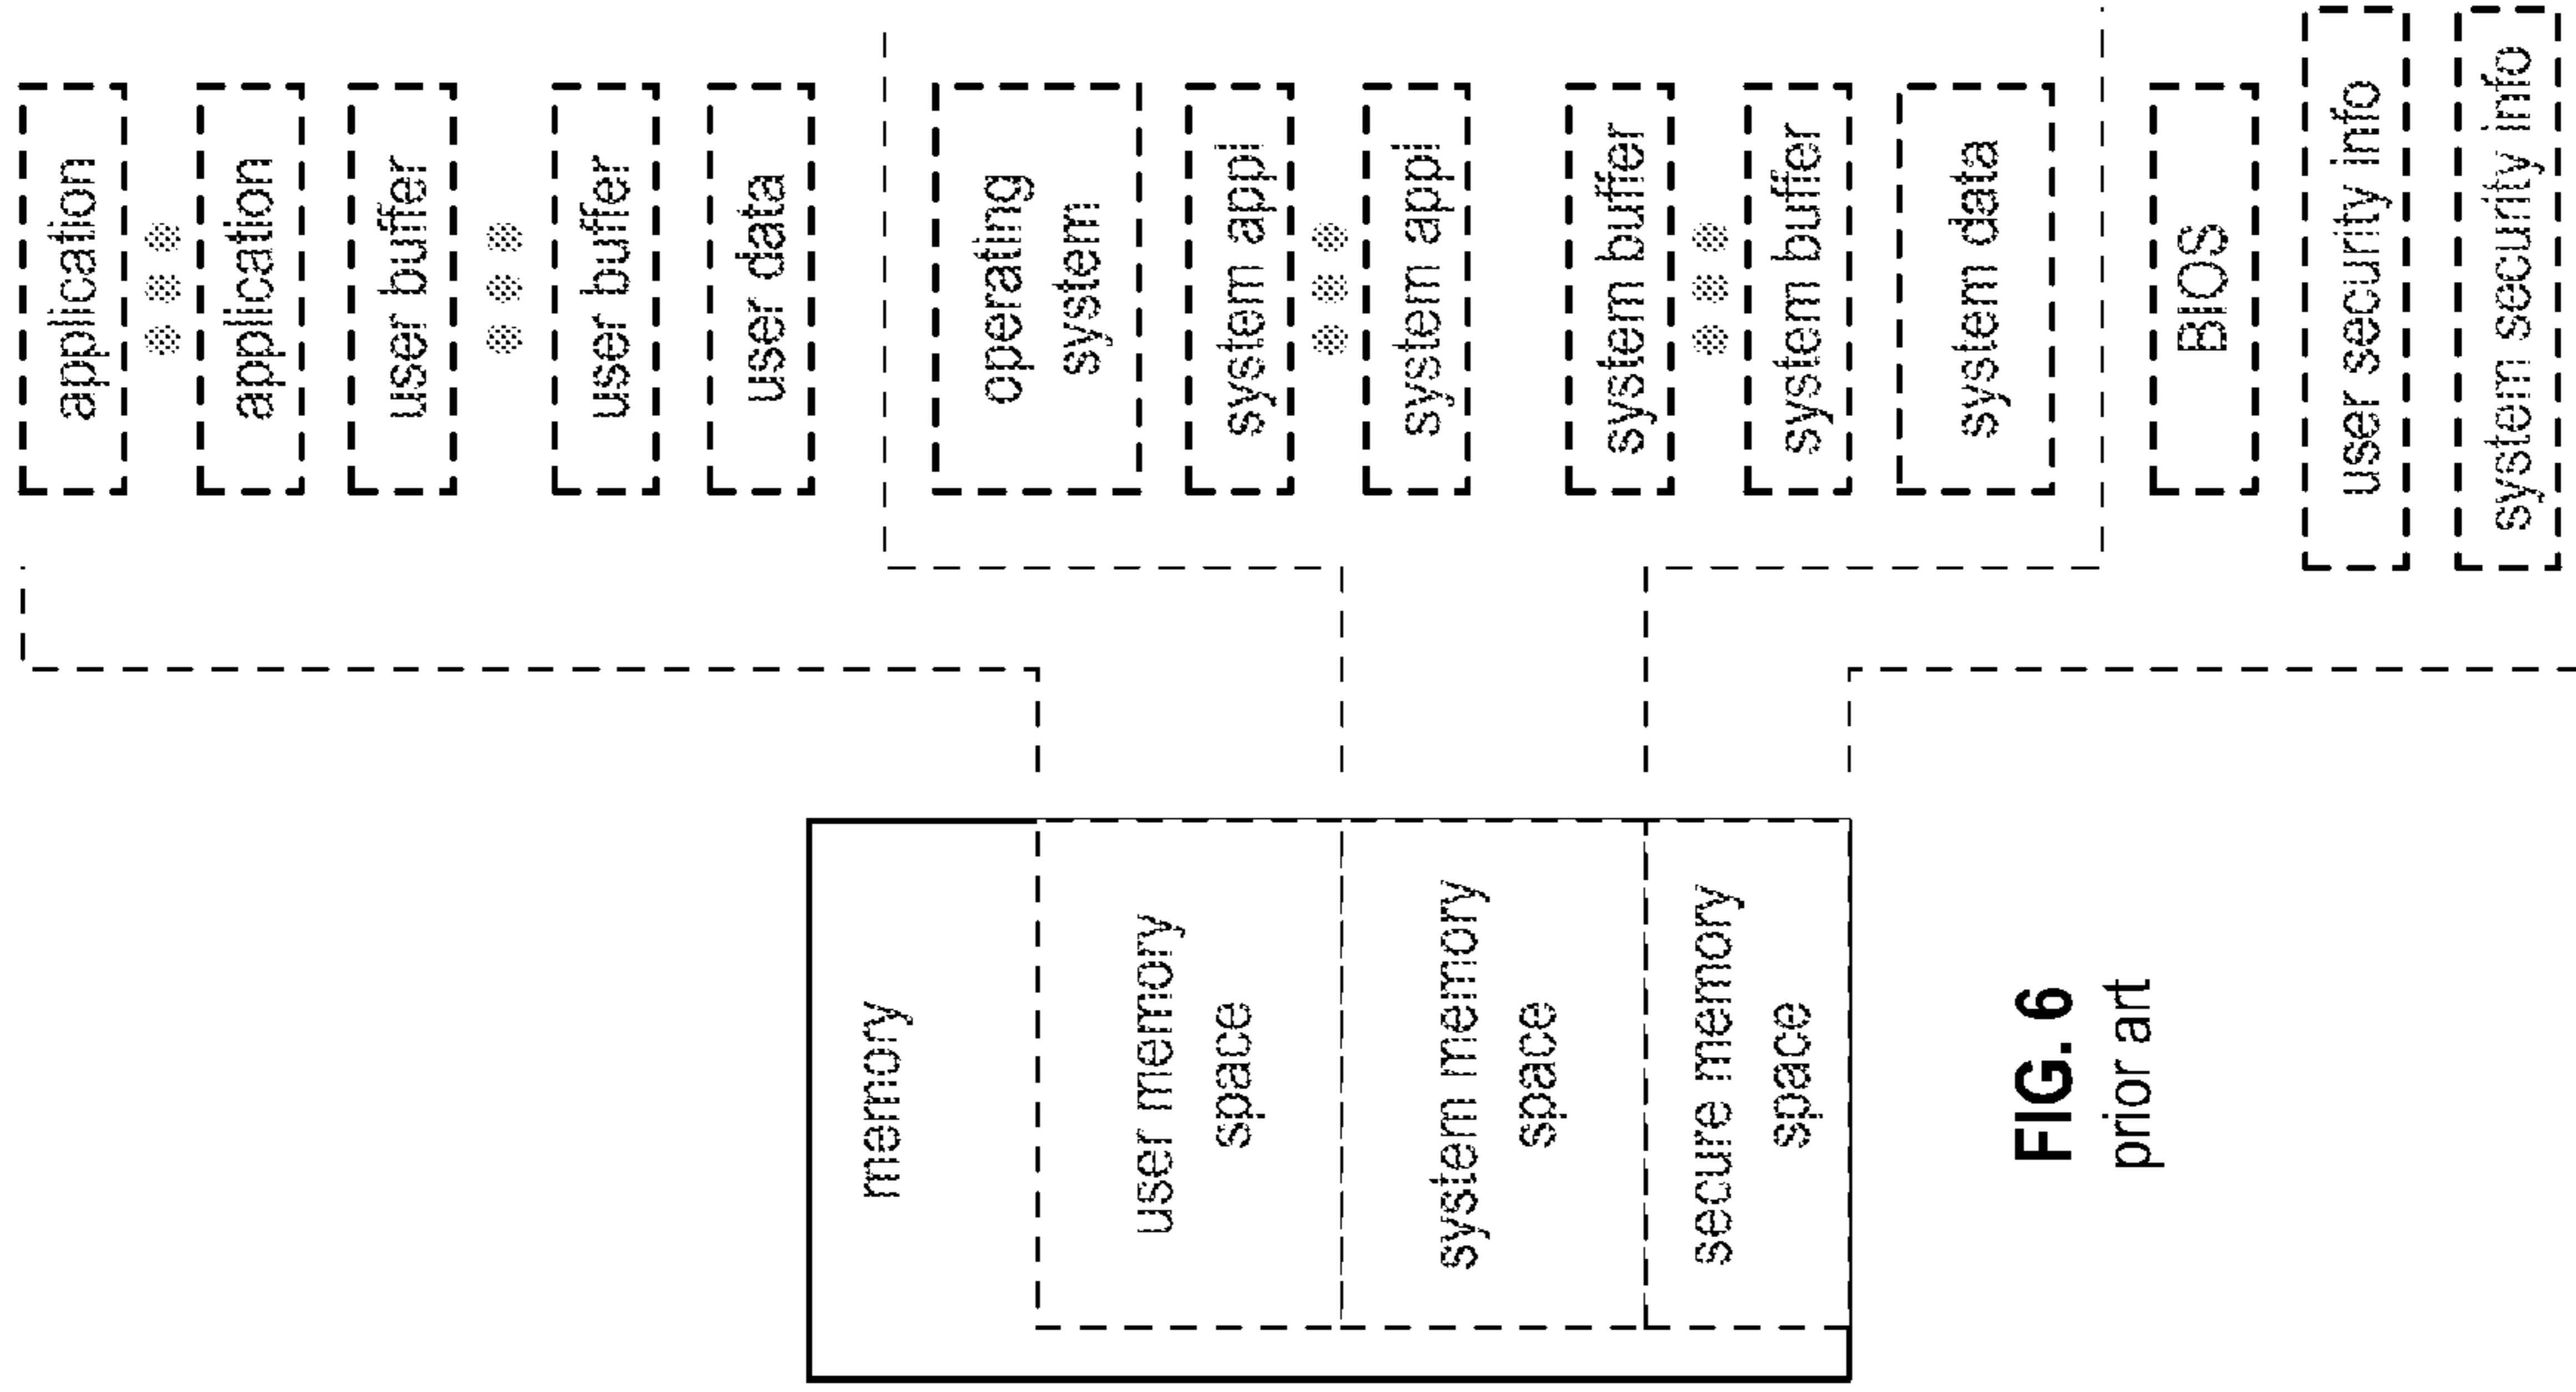 application
application
user buffer
user buffer
user data
operating
system
system appl
system appl
system buffer
system buffer
system data
BIOS
user security info
system security info
memory
user memory
space
system memory
space
secure memory
space
FIG. 6
prior art